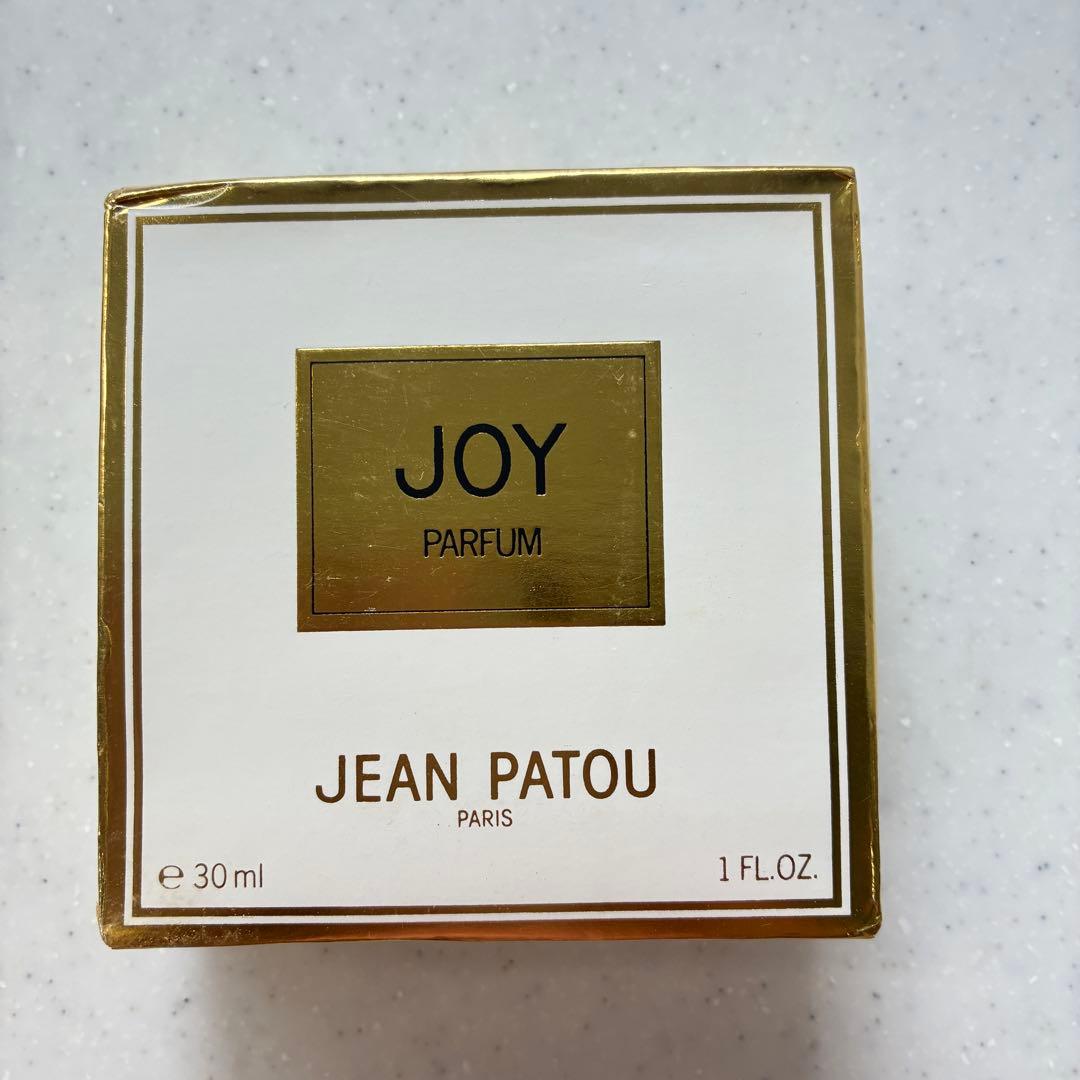 JOY
PARFUM
JEAN PATOU
PARIS
℮ 30 ml
1 FL.OZ.